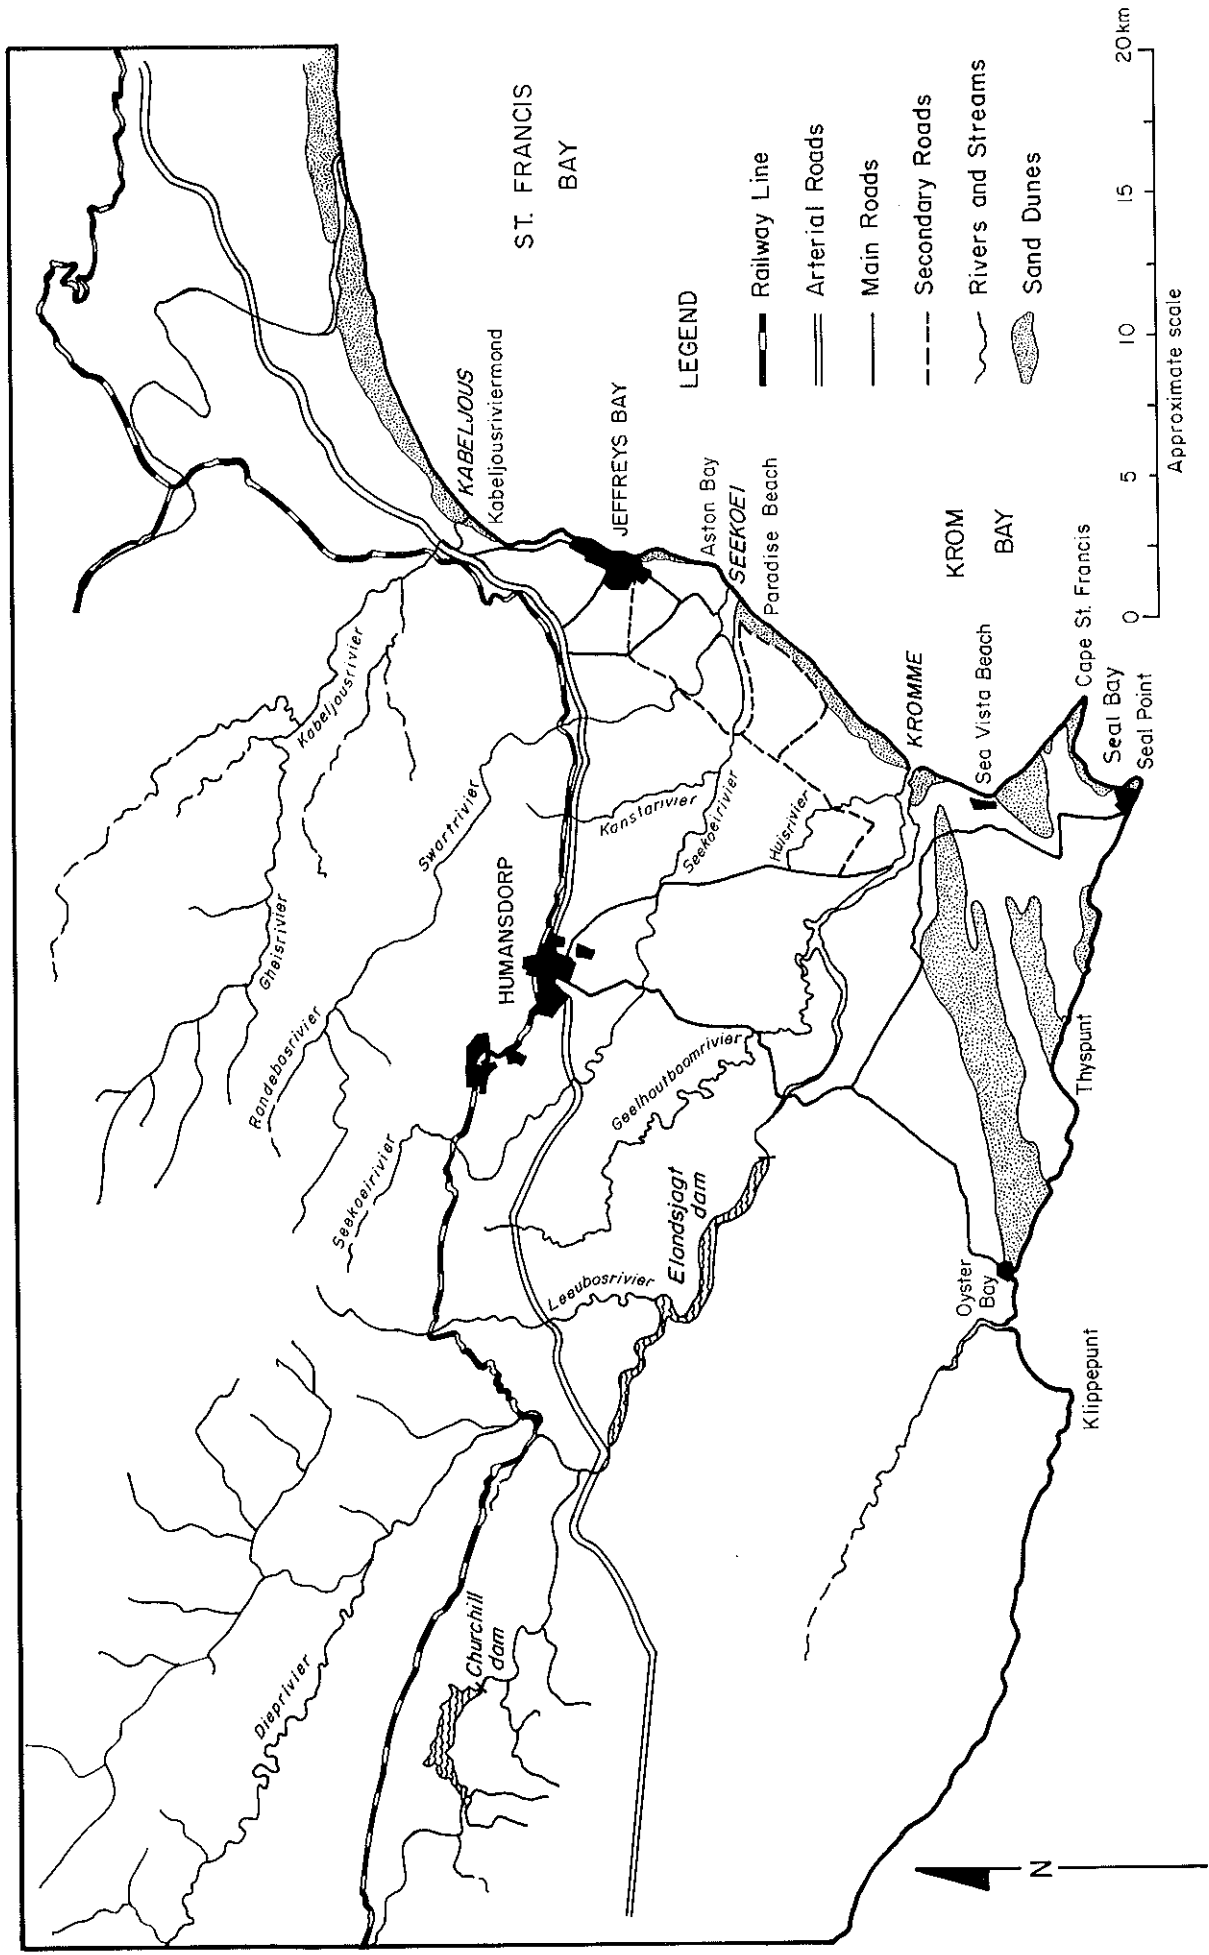 ST. FRANCIS
BAY
KABELJOUS
Kabeljousriviermond
JEFFREYS BAY
Aston Bay
SEEKOEI
Paradise Beach
KROM
BAY
KROMME
Sea Vista Beach
Cape St. Francis
Seal Bay
Seal Point
Kabeljousrivier
Swartrivier
Gheisrivier
Rondebosrivier
Seekoeirivier
HUMANSDORP
Kanstarivier
Seekoeirivier
Huisrivier
Geelhoutboomrivier
Elandsjagt
dam
Leeubosrivier
Dieprivier
Churchill
dam
Oyster
Bay
Thyspunt
Klippepunt
LEGEND
Railway Line
Arterial Roads
Main Roads
Secondary Roads
Rivers and Streams
Sand Dunes
0 5 10 15 20km
Approximate scale
N